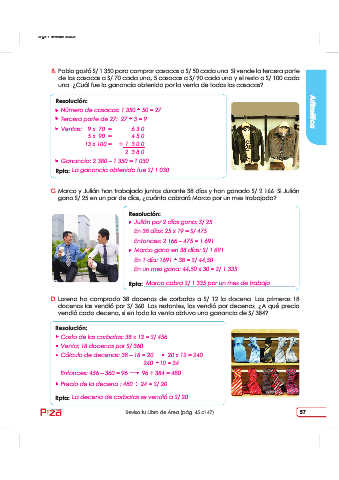 B. Pablo gastó S/ 1 350 para comprar casacas a S/ 50 cada una. Si vende la tercera parte
de las casacas a S/ 70 cada una, 5 casacas a S/ 90 cada una y el resto a S/ 100 cada
una. ¿Cuál fue la ganancia obtenida por la venta de todas las casacas?
Resolución:
Número de casacas: 1 350 ÷ 50 = 27
Tercera parte de 27: 27 ÷ 3 = 9
Ventas: 9 x 70 = 6 3 0
5 x 90 = 4 5 0
13 x 100 = + 1 3 0 0
2 3 8 0
Ganancia: 2 380 – 1 350 = 1 030
Rpta: La ganancia obtenida fue S/ 1 030
Aritmética
C. Marco y Julián han trabajado juntos durante 38 días y han ganado S/ 2 166. Si Julián
gana S/ 25 en un par de días, ¿cuánto cobrará Marco por un mes trabajado?
Resolución:
Julián por 2 días gana: S/ 25
En 38 días: 25 x 19 = S/ 475
Entonces: 2 166 – 475 = 1 691
Marco gana en 38 días: S/ 1 691
En 1 día: 1691 ÷ 38 = S/ 44,50
En un mes gana: 44,50 x 30 = S/ 1 335
Rpta: Marco cobra S/ 1 335 por un mes de trabajo
D. Lorena ha comprado 38 docenas de corbatas a S/ 12 la docena. Las primeras 18
docenas las vendió por S/ 360. Las restantes, las vendió por decenas. ¿A qué precio
vendió cada decena, si en toda la venta obtuvo una ganancia de S/ 384?
Resolución:
Costo de las corbatas: 38 x 12 = S/ 456
Venta: 18 docenas por S/ 360
Cálculo de decenas: 38 – 18 = 20 ➝ 20 x 12 = 240
240 ÷ 10 = 24
Entonces: 456 – 360 = 96 ⟶ 96 + 384 = 480
Precio de la decena : 480 ÷ 24 = S/ 20
Rpta: La decena de corbatas se vendió a S/ 20
Revisa tu Libro de Área (pág. 45 al 47)
57